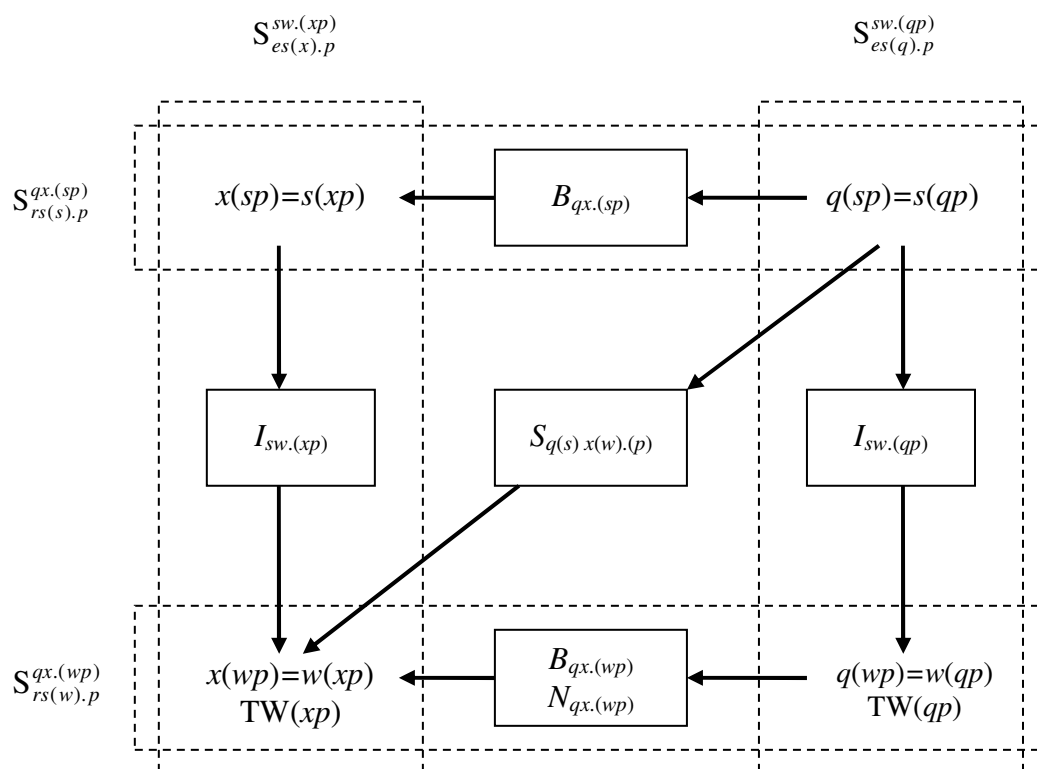 S^{sw.(xp)}_{es(x).p} S^{sw.(qp)}_{es(q).p}
S^{qx.(sp)}_{rs(s).p} x(sp)=s(xp) B_{qx.(sp)} q(sp)=s(qp)
I_{sw.(xp)} S_{q(s) x(w).(p)} I_{sw.(qp)}
S^{qx.(wp)}_{rs(w).p} x(wp)=w(xp) B_{qx.(wp)} q(wp)=w(qp)
TW(xp) N_{qx.(wp)} TW(qp)